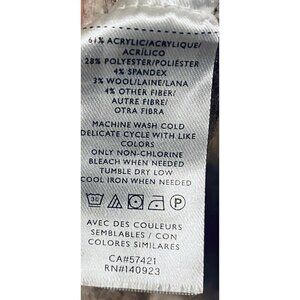 61% ACRYLIC/ACRYLIQUE/
ACRÍLICO
28% POLYESTER/POLIÉSTER
4% SPANDEX
3% WOOL/LAINE/LANA
4% OTHER FIBER/
AUTRE FIBRE/
OTRA FIBRA
MACHINE WASH COLD
DELICATE CYCLE WITH LIKE
COLORS
ONLY NON-CHLORINE
BLEACH WHEN NEEDED
TUMBLE DRY LOW
COOL IRON WHEN NEEDED
30
P
AVEC DES COULEURS
SEMBLABLES / CON
COLORES SIMILARES
CA#57421
RN#140923